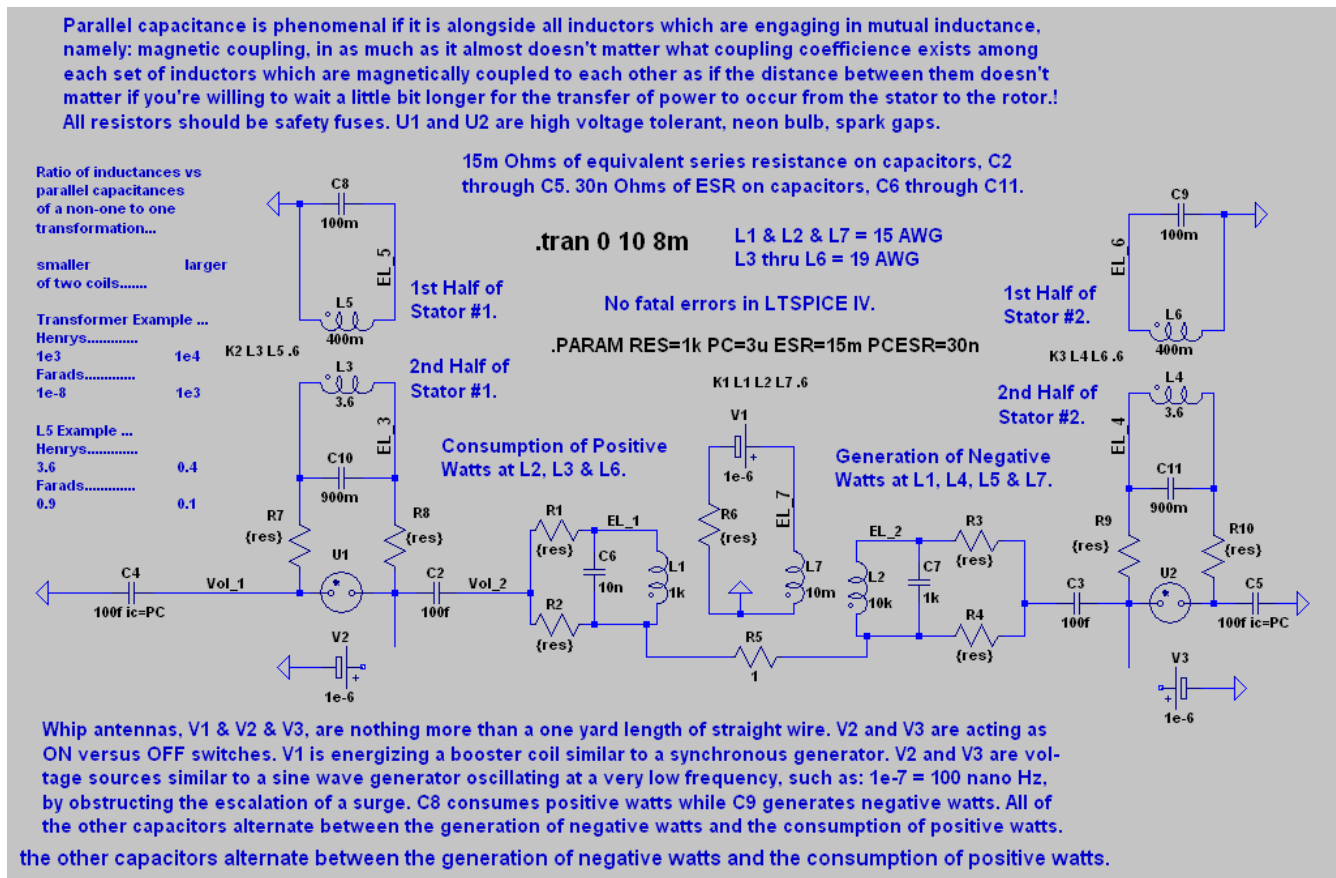 Parallel capacitance is phenomenal if it is alongside all inductors which are engaging in mutual inductance,
namely: magnetic coupling, in as much as it almost doesn't matter what coupling coefficience exists among
each set of inductors which are magnetically coupled to each other as if the distance between them doesn't
matter if you're willing to wait a little bit longer for the transfer of power to occur from the stator to the rotor.!
All resistors should be safety fuses. U1 and U2 are high voltage tolerant, neon bulb, spark gaps.
15m Ohms of equivalent series resistance on capacitors, C2
through C5. 30n Ohms of ESR on capacitors, C6 through C11.
Ratio of inductances vs
parallel capacitances
of a non-one to one
transformation...
smaller larger
of two coils.......
Transformer Example ...
Henrys.............
1e3 1e4
Farads............
1e-8 1e3
L5 Example ...
Henrys.............
3.6 0.4
Farads............
0.9 0.1
C8
100m
EL_5
L5
400m
K2 L3 L5 .6
1st Half of
Stator #1.
L3
3.6
2nd Half of
Stator #1.
EL_3
C10
900m
R7
{res}
R8
{res}
U1
C4
100f ic=PC
Vol_1
C2
100f
Vol_2
V2
+
1e-6
.tran 0 10 8m
L1 & L2 & L7 = 15 AWG
L3 thru L6 = 19 AWG
No fatal errors in LTSPICE IV.
.PARAM RES=1k PC=3u ESR=15m PCESR=30n
K1 L1 L2 L7 .6
Consumption of Positive
Watts at L2, L3 & L6.
V1
+
1e-6
Generation of Negative
Watts at L1, L4, L5 & L7.
R1
{res}
EL_1
C6
10n
L1
1k
R2
{res}
R6
{res}
EL_7
L7
10m
R5
1
EL_2
L2
10k
C7
1k
R3
{res}
R4
{res}
C9
100m
EL_6
L6
400m
1st Half of
Stator #2.
K3 L4 L6 .6
L4
3.6
2nd Half of
Stator #2.
EL_4
C11
900m
R9
{res}
R10
{res}
U2
C3
100f
C5
100f ic=PC
V3
+
1e-6
Whip antennas, V1 & V2 & V3, are nothing more than a one yard length of straight wire. V2 and V3 are acting as
ON versus OFF switches. V1 is energizing a booster coil similar to a synchronous generator. V2 and V3 are vol-
tage sources similar to a sine wave generator oscillating at a very low frequency, such as: 1e-7 = 100 nano Hz,
by obstructing the escalation of a surge. C8 consumes positive watts while C9 generates negative watts. All of
the other capacitors alternate between the generation of negative watts and the consumption of positive watts.
the other capacitors alternate between the generation of negative watts and the consumption of positive watts.